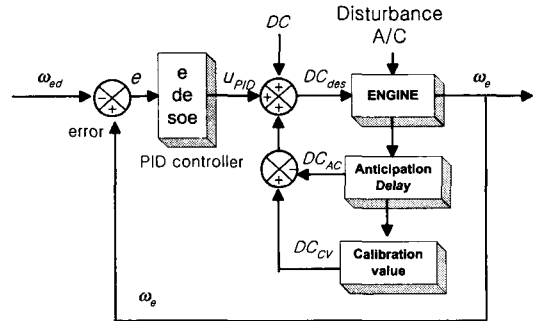 Disturbance
A/C
DC
ω_ed
e
e
de
soe
u_PID
DC_des
ENGINE
ω_e
error
PID controller
DC_AC
Anticipation
Delay
DC_CV
Calibration
value
ω_e